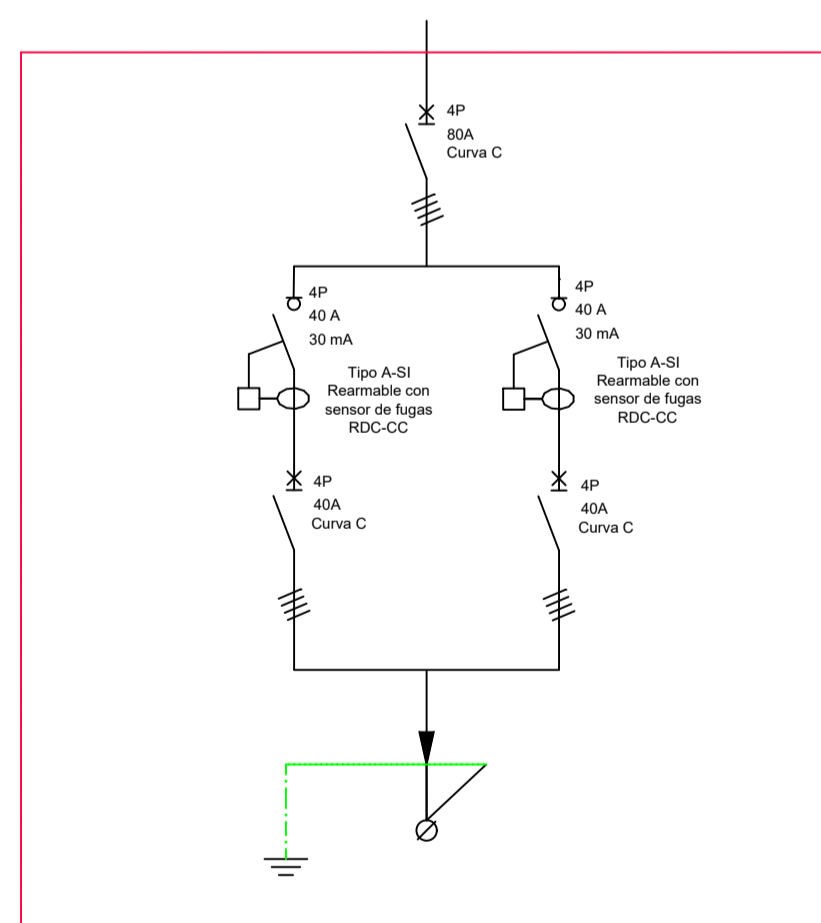 4P
80A
Curva C
4P
40 A
30 mA
Tipo A-SI
Rearmable con
sensor de fugas
RDC-CC
4P
40 A
30 mA
Tipo A-SI
Rearmable con
sensor de fugas
RDC-CC
4P
40A
Curva C
4P
40A
Curva C